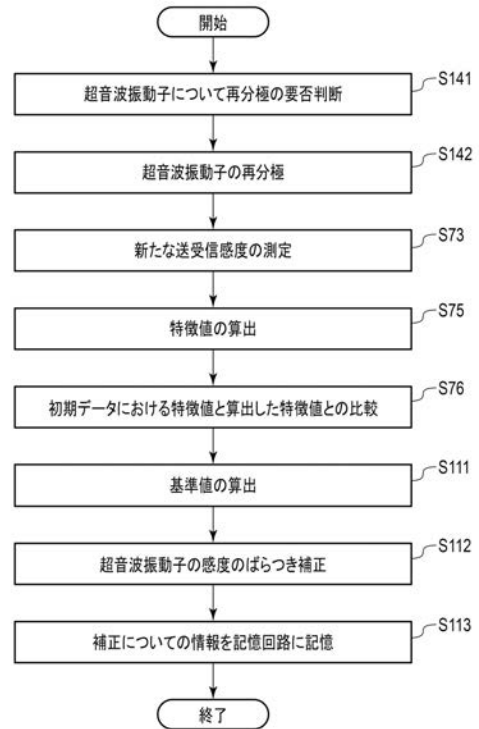 開始
超音波振動子について再分極の要否判断
S141
超音波振動子の再分極
S142
新たな送受信感度の測定
S73
特徴値の算出
S75
初期データにおける特徴値と算出した特徴値との比較
S76
基準値の算出
S111
超音波振動子の感度のばらつき補正
S112
補正についての情報を記憶回路に記憶
S113
終了